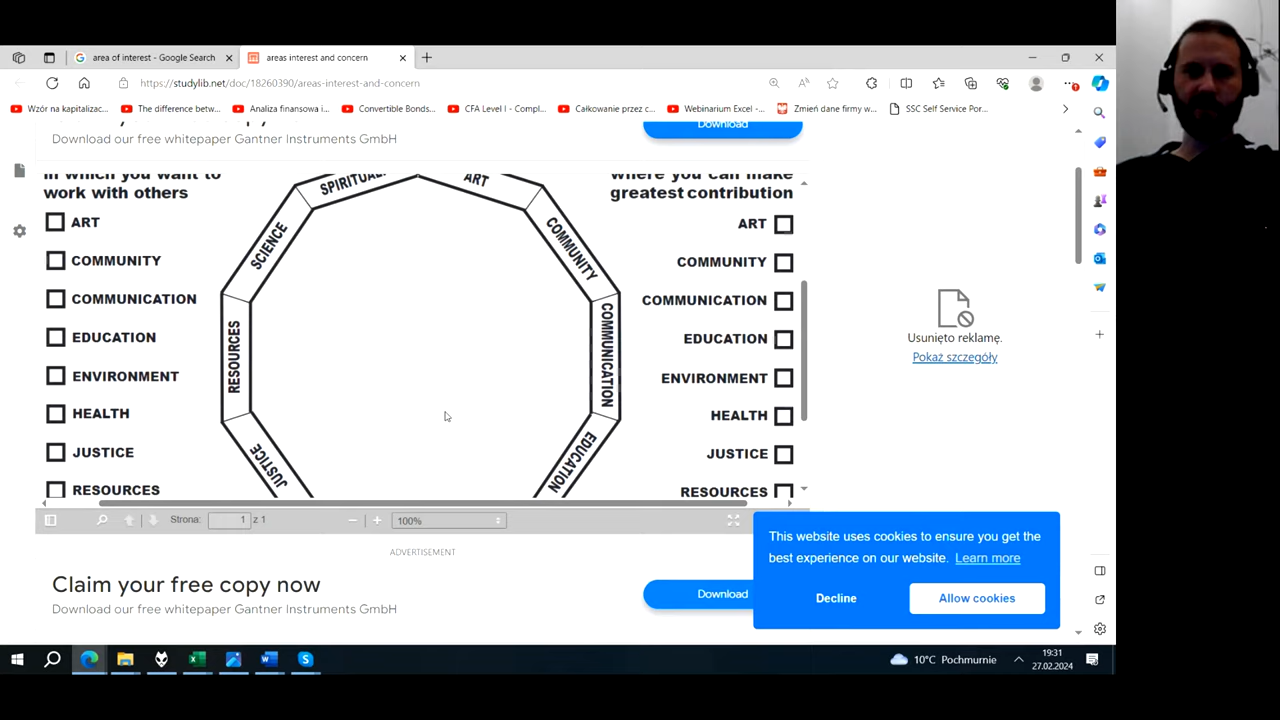 area of interest - Google Search
areas interest and concern
https://studylib.net/doc/18260390/areas-interest-and-concern
Wzór na kapitalizac...
The difference betw...
Analiza finansowa i...
Convertible Bonds...
CFA Level I - Compl...
Całkowanie przez c...
Webinarium Excel -...
Zmień dane firmy w...
SSC Self Service Por...
Download
Download our free whitepaper Gantner Instruments GmbH
in which you want to
work with others
ART
COMMUNITY
COMMUNICATION
EDUCATION
ENVIRONMENT
HEALTH
JUSTICE
RESOURCES
SPIRITUAL
ART
SCIENCE
COMMUNITY
RESOURCES
COMMUNICATION
JUSTICE
EDUCATION
where you can make
greatest contribution
ART
COMMUNITY
COMMUNICATION
EDUCATION
ENVIRONMENT
HEALTH
JUSTICE
RESOURCES
Usunięto reklamę.
Pokaż szczegóły
Strona: 1 z 1
100%
ADVERTISEMENT
Claim your free copy now
Download our free whitepaper Gantner Instruments GmbH
Download
This website uses cookies to ensure you get the
best experience on our website. Learn more
Decline
Allow cookies
10°C Pochmurnie
19:31
27.02.2024